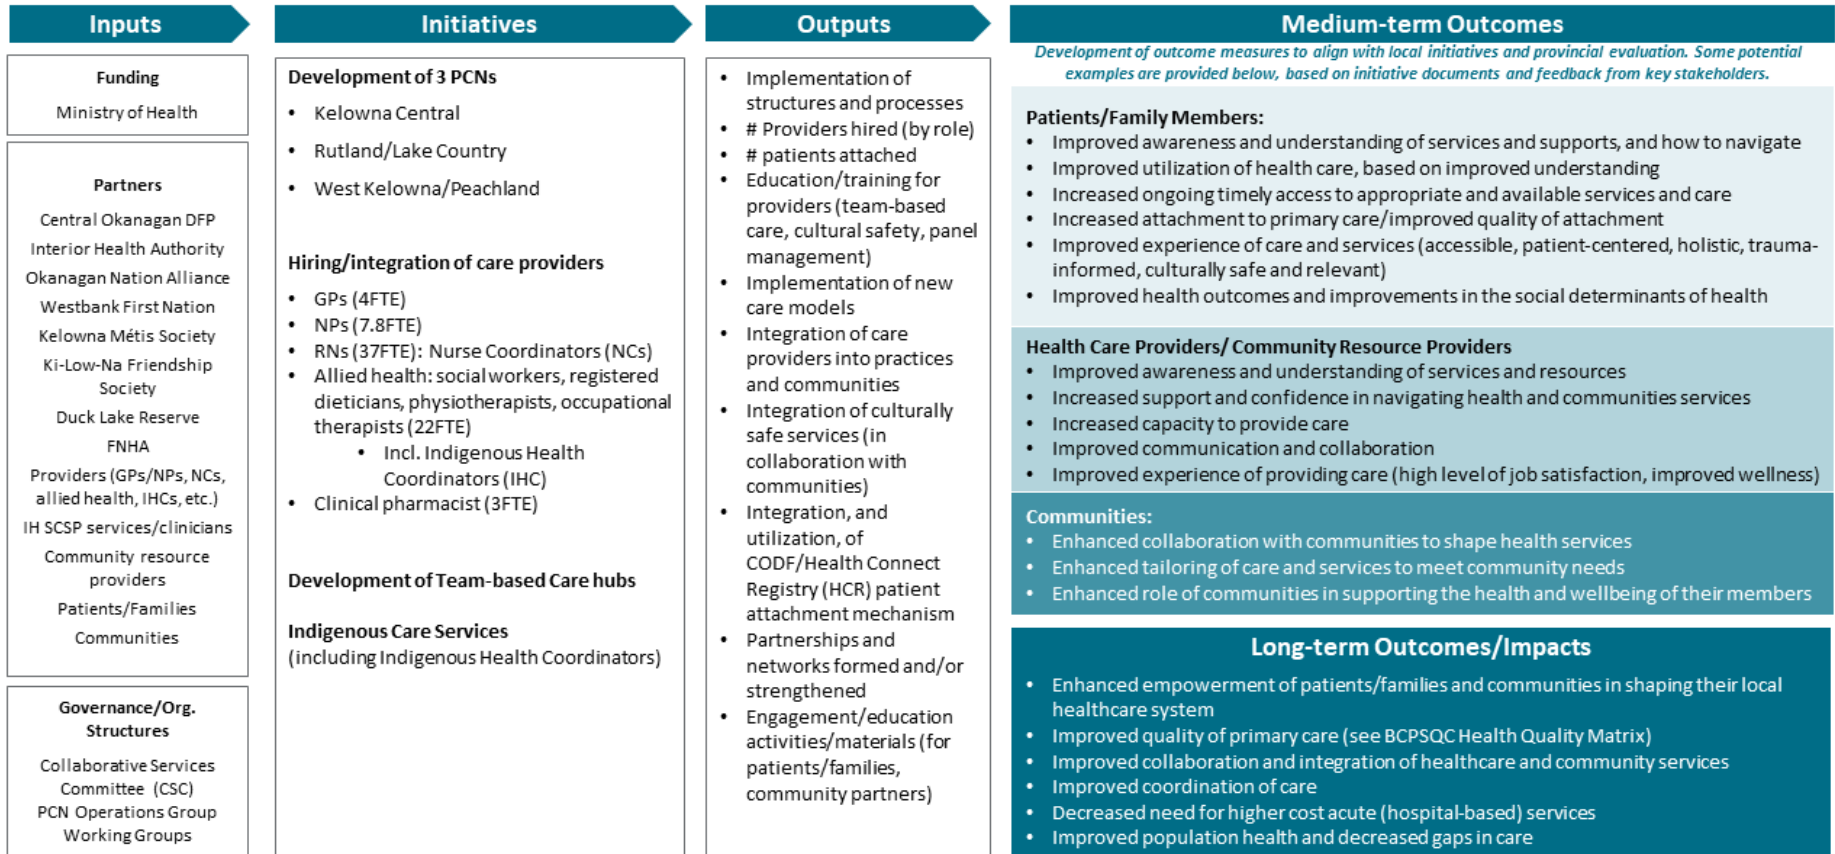 Inputs
Funding
Ministry of Health
Partners
Central Okanagan DFP
Interior Health Authority
Okanagan Nation Alliance
Westbank First Nation
Kelowna Métis Society
Ki-Low-Na Friendship
Society
Duck Lake Reserve
FNHA
Providers (GPs/NPs, NCs,
allied health, IHCs, etc.)
IH SCSP services/clinicians
Community resource
providers
Patients/Families
Communities
Governance/Org.
Structures
Collaborative Services
Committee (CSC)
PCN Operations Group
Working Groups
Initiatives
Development of 3 PCNs
• Kelowna Central
• Rutland/Lake Country
• West Kelowna/Peachland
Hiring/integration of care providers
• GPs (4FTE)
• NPs (7.8FTE)
• RNs (37FTE): Nurse Coordinators (NCs)
• Allied health: social workers, registered
dieticians, physiotherapists, occupational
therapists (22FTE)
• Incl. Indigenous Health
Coordinators (IHC)
• Clinical pharmacist (3FTE)
Development of Team-based Care hubs
Indigenous Care Services
(including Indigenous Health Coordinators)
Outputs
• Implementation of
structures and processes
• # Providers hired (by role)
• # patients attached
• Education/training for
providers (team-based
care, cultural safety, panel
management)
• Implementation of new
care models
• Integration of care
providers into practices
and communities
• Integration of culturally
safe services (in
collaboration with
communities)
• Integration, and
utilization, of
CODF/Health Connect
Registry (HCR) patient
attachment mechanism
• Partnerships and
networks formed and/or
strengthened
• Engagement/education
activities/materials (for
patients/families,
community partners)
Medium-term Outcomes
Development of outcome measures to align with local initiatives and provincial evaluation. Some potential
examples are provided below, based on initiative documents and feedback from key stakeholders.
Patients/Family Members:
• Improved awareness and understanding of services and supports, and how to navigate
• Improved utilization of health care, based on improved understanding
• Increased ongoing timely access to appropriate and available services and care
• Increased attachment to primary care/improved quality of attachment
• Improved experience of care and services (accessible, patient-centered, holistic, trauma-
informed, culturally safe and relevant)
• Improved health outcomes and improvements in the social determinants of health
Health Care Providers/ Community Resource Providers
• Improved awareness and understanding of services and resources
• Increased support and confidence in navigating health and communities services
• Increased capacity to provide care
• Improved communication and collaboration
• Improved experience of providing care (high level of job satisfaction, improved wellness)
Communities:
• Enhanced collaboration with communities to shape health services
• Enhanced tailoring of care and services to meet community needs
• Enhanced role of communities in supporting the health and wellbeing of their members
Long-term Outcomes/Impacts
• Enhanced empowerment of patients/families and communities in shaping their local
healthcare system
• Improved quality of primary care (see BCPSQC Health Quality Matrix)
• Improved collaboration and integration of healthcare and community services
• Improved coordination of care
• Decreased need for higher cost acute (hospital-based) services
• Improved population health and decreased gaps in care